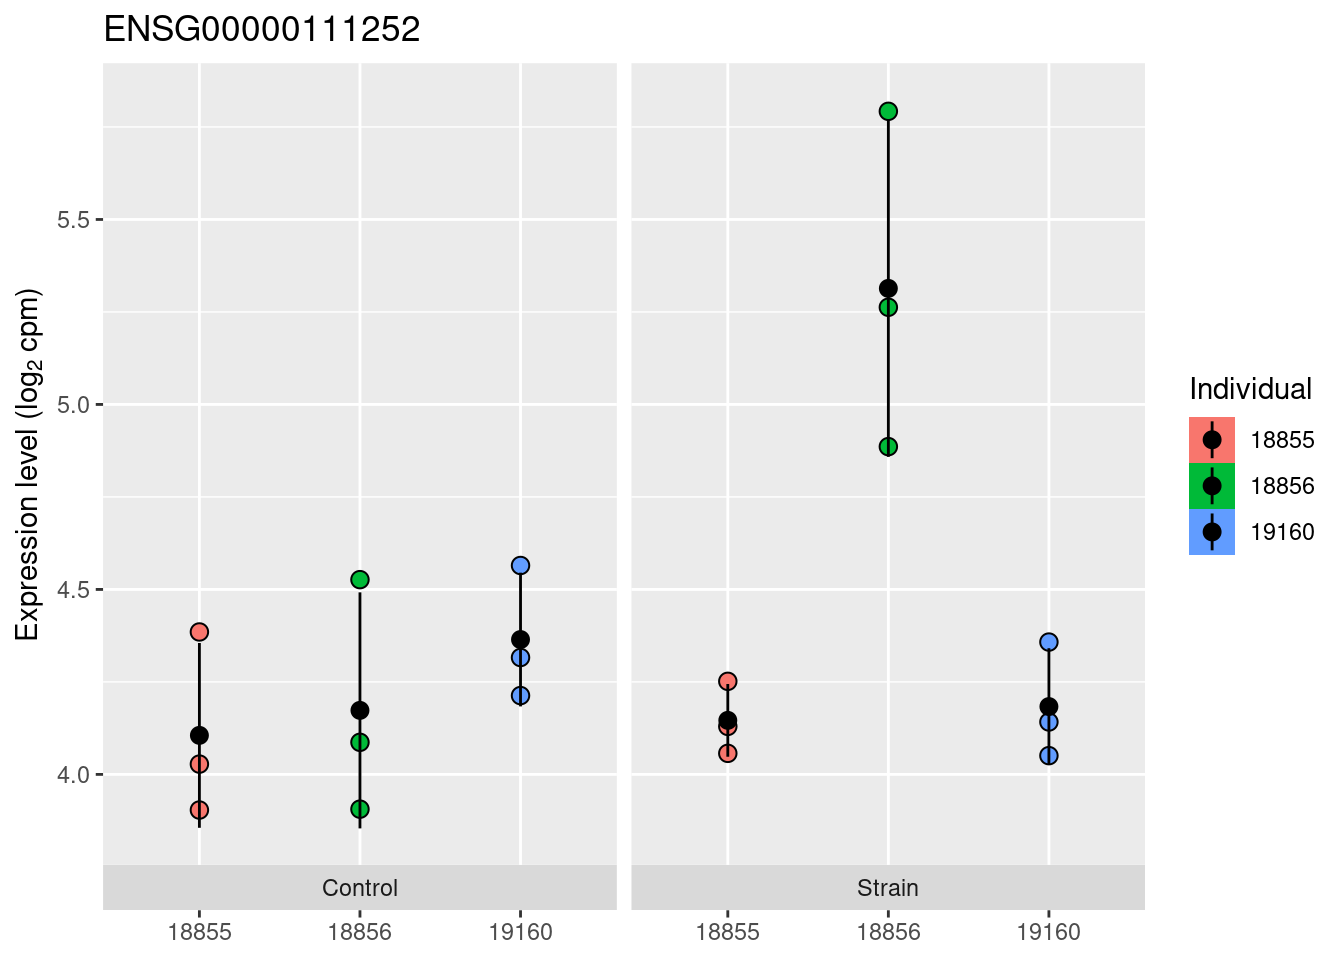 ENSG00000111252
Expression level (log₂ cpm)
5.5
5.0
4.5
4.0
Control
Strain
18855
18856
19160
18855
18856
19160
Individual
18855
18856
19160